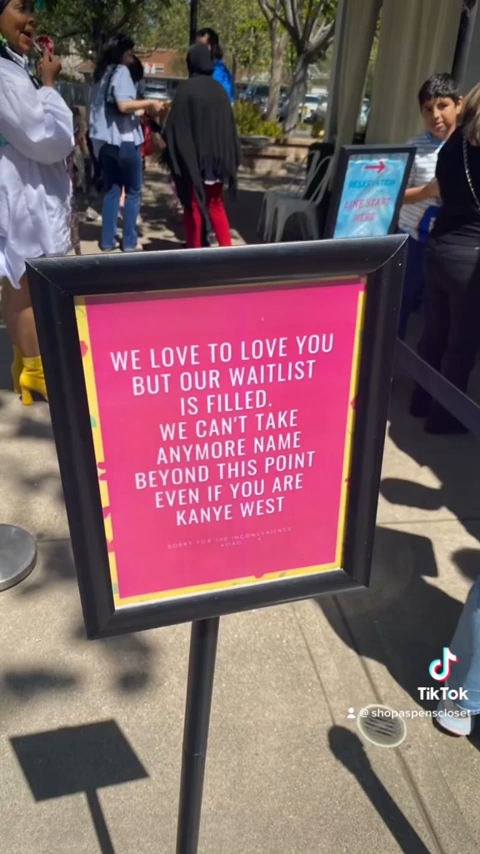 RESERVATION
LINE START
HERE
WE LOVE TO LOVE YOU
BUT OUR WAITLIST
IS FILLED.
WE CAN'T TAKE
ANYMORE NAME
BEYOND THIS POINT
EVEN IF YOU ARE
KANYE WEST
SORRY FOR THE INCONVENIENCE
TikTok
@shopaspenscloset